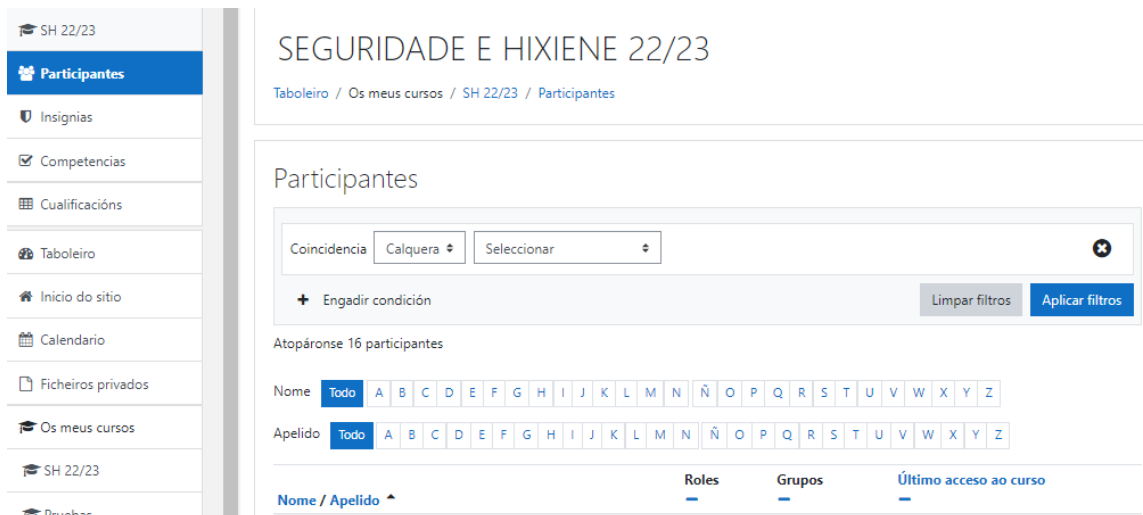 SH 22/23
Participantes
Insignias
Competencias
Cualificacións
Taboleiro
Inicio do sitio
Calendario
Ficheiros privados
Os meus cursos
SH 22/23
Pruebas
SEGURIDADE E HIXIENE 22/23
Taboleiro / Os meus cursos / SH 22/23 / Participantes
Participantes
Coincidencia Calquera Seleccionar
Engadir condición Limpar filtros Aplicar filtros
Atopáronse 16 participantes
Nome Todo A B C D E F G H I J K L M N Ñ O P Q R S T U V W X Y Z
Apelido Todo A B C D E F G H I J K L M N Ñ O P Q R S T U V W X Y Z
Nome / Apelido Roles Grupos Último acceso ao curso